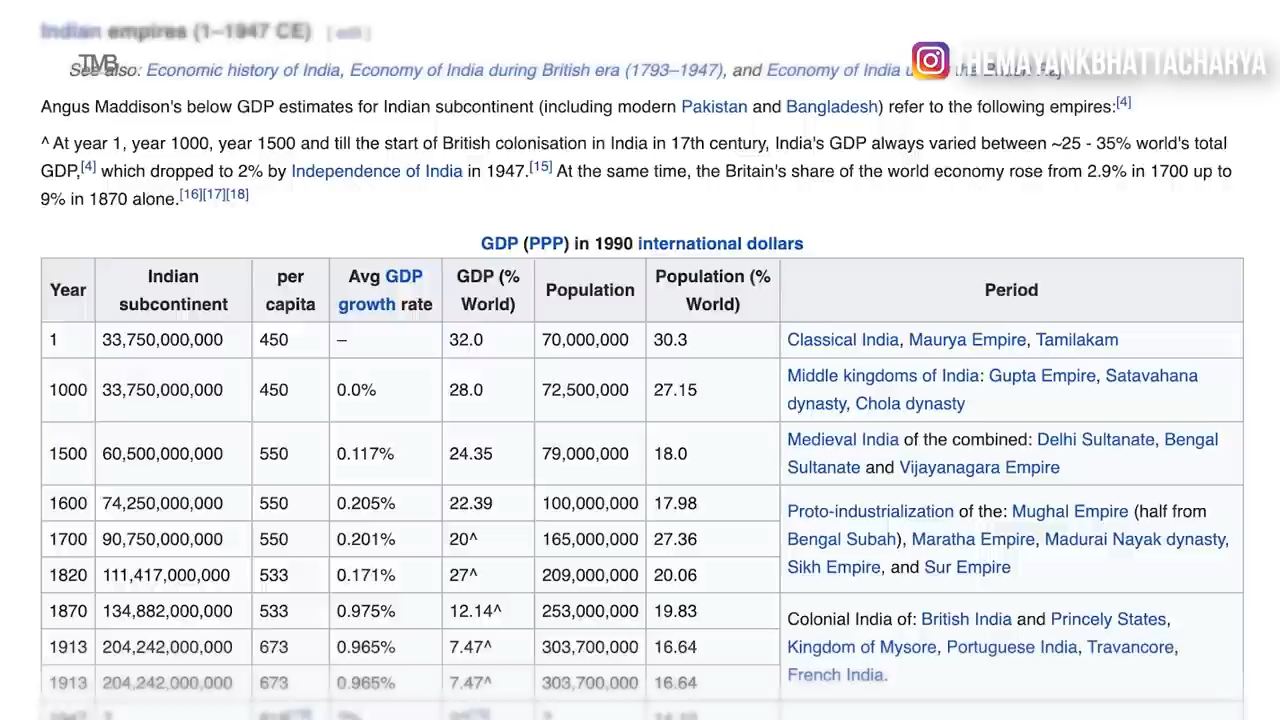 Indian empires (1–1947 CE) [ edit ]
TMB
THEMAYANKBHATTACHARYA
See also: Economic history of India, Economy of India during British era (1793–1947), and Economy of India
Angus Maddison's below GDP estimates for Indian subcontinent (including modern Pakistan and Bangladesh) refer to the following empires:[4]
^ At year 1, year 1000, year 1500 and till the start of British colonisation in India in 17th century, India's GDP always varied between ~25 - 35% world's total
GDP,[4] which dropped to 2% by Independence of India in 1947.[15] At the same time, the Britain's share of the world economy rose from 2.9% in 1700 up to
9% in 1870 alone.[16][17][18]
GDP (PPP) in 1990 international dollars
Year Indian subcontinent per capita Avg GDP growth rate GDP (% World) Population Population (% World) Period
1 33,750,000,000 450 – 32.0 70,000,000 30.3 Classical India, Maurya Empire, Tamilakam
1000 33,750,000,000 450 0.0% 28.0 72,500,000 27.15 Middle kingdoms of India: Gupta Empire, Satavahana
dynasty, Chola dynasty
1500 60,500,000,000 550 0.117% 24.35 79,000,000 18.0 Medieval India of the combined: Delhi Sultanate, Bengal
Sultanate and Vijayanagara Empire
1600 74,250,000,000 550 0.205% 22.39 100,000,000 17.98 Proto-industrialization of the: Mughal Empire (half from
1700 90,750,000,000 550 0.201% 20^ 165,000,000 27.36 Bengal Subah), Maratha Empire, Madurai Nayak dynasty,
1820 111,417,000,000 533 0.171% 27^ 209,000,000 20.06 Sikh Empire, and Sur Empire
1870 134,882,000,000 533 0.975% 12.14^ 253,000,000 19.83 Colonial India of: British India and Princely States,
1913 204,242,000,000 673 0.965% 7.47^ 303,700,000 16.64 Kingdom of Mysore, Portuguese India, Travancore,
1913 204,242,000,000 673 0.965% 7.47^ 303,700,000 16.64 French India.